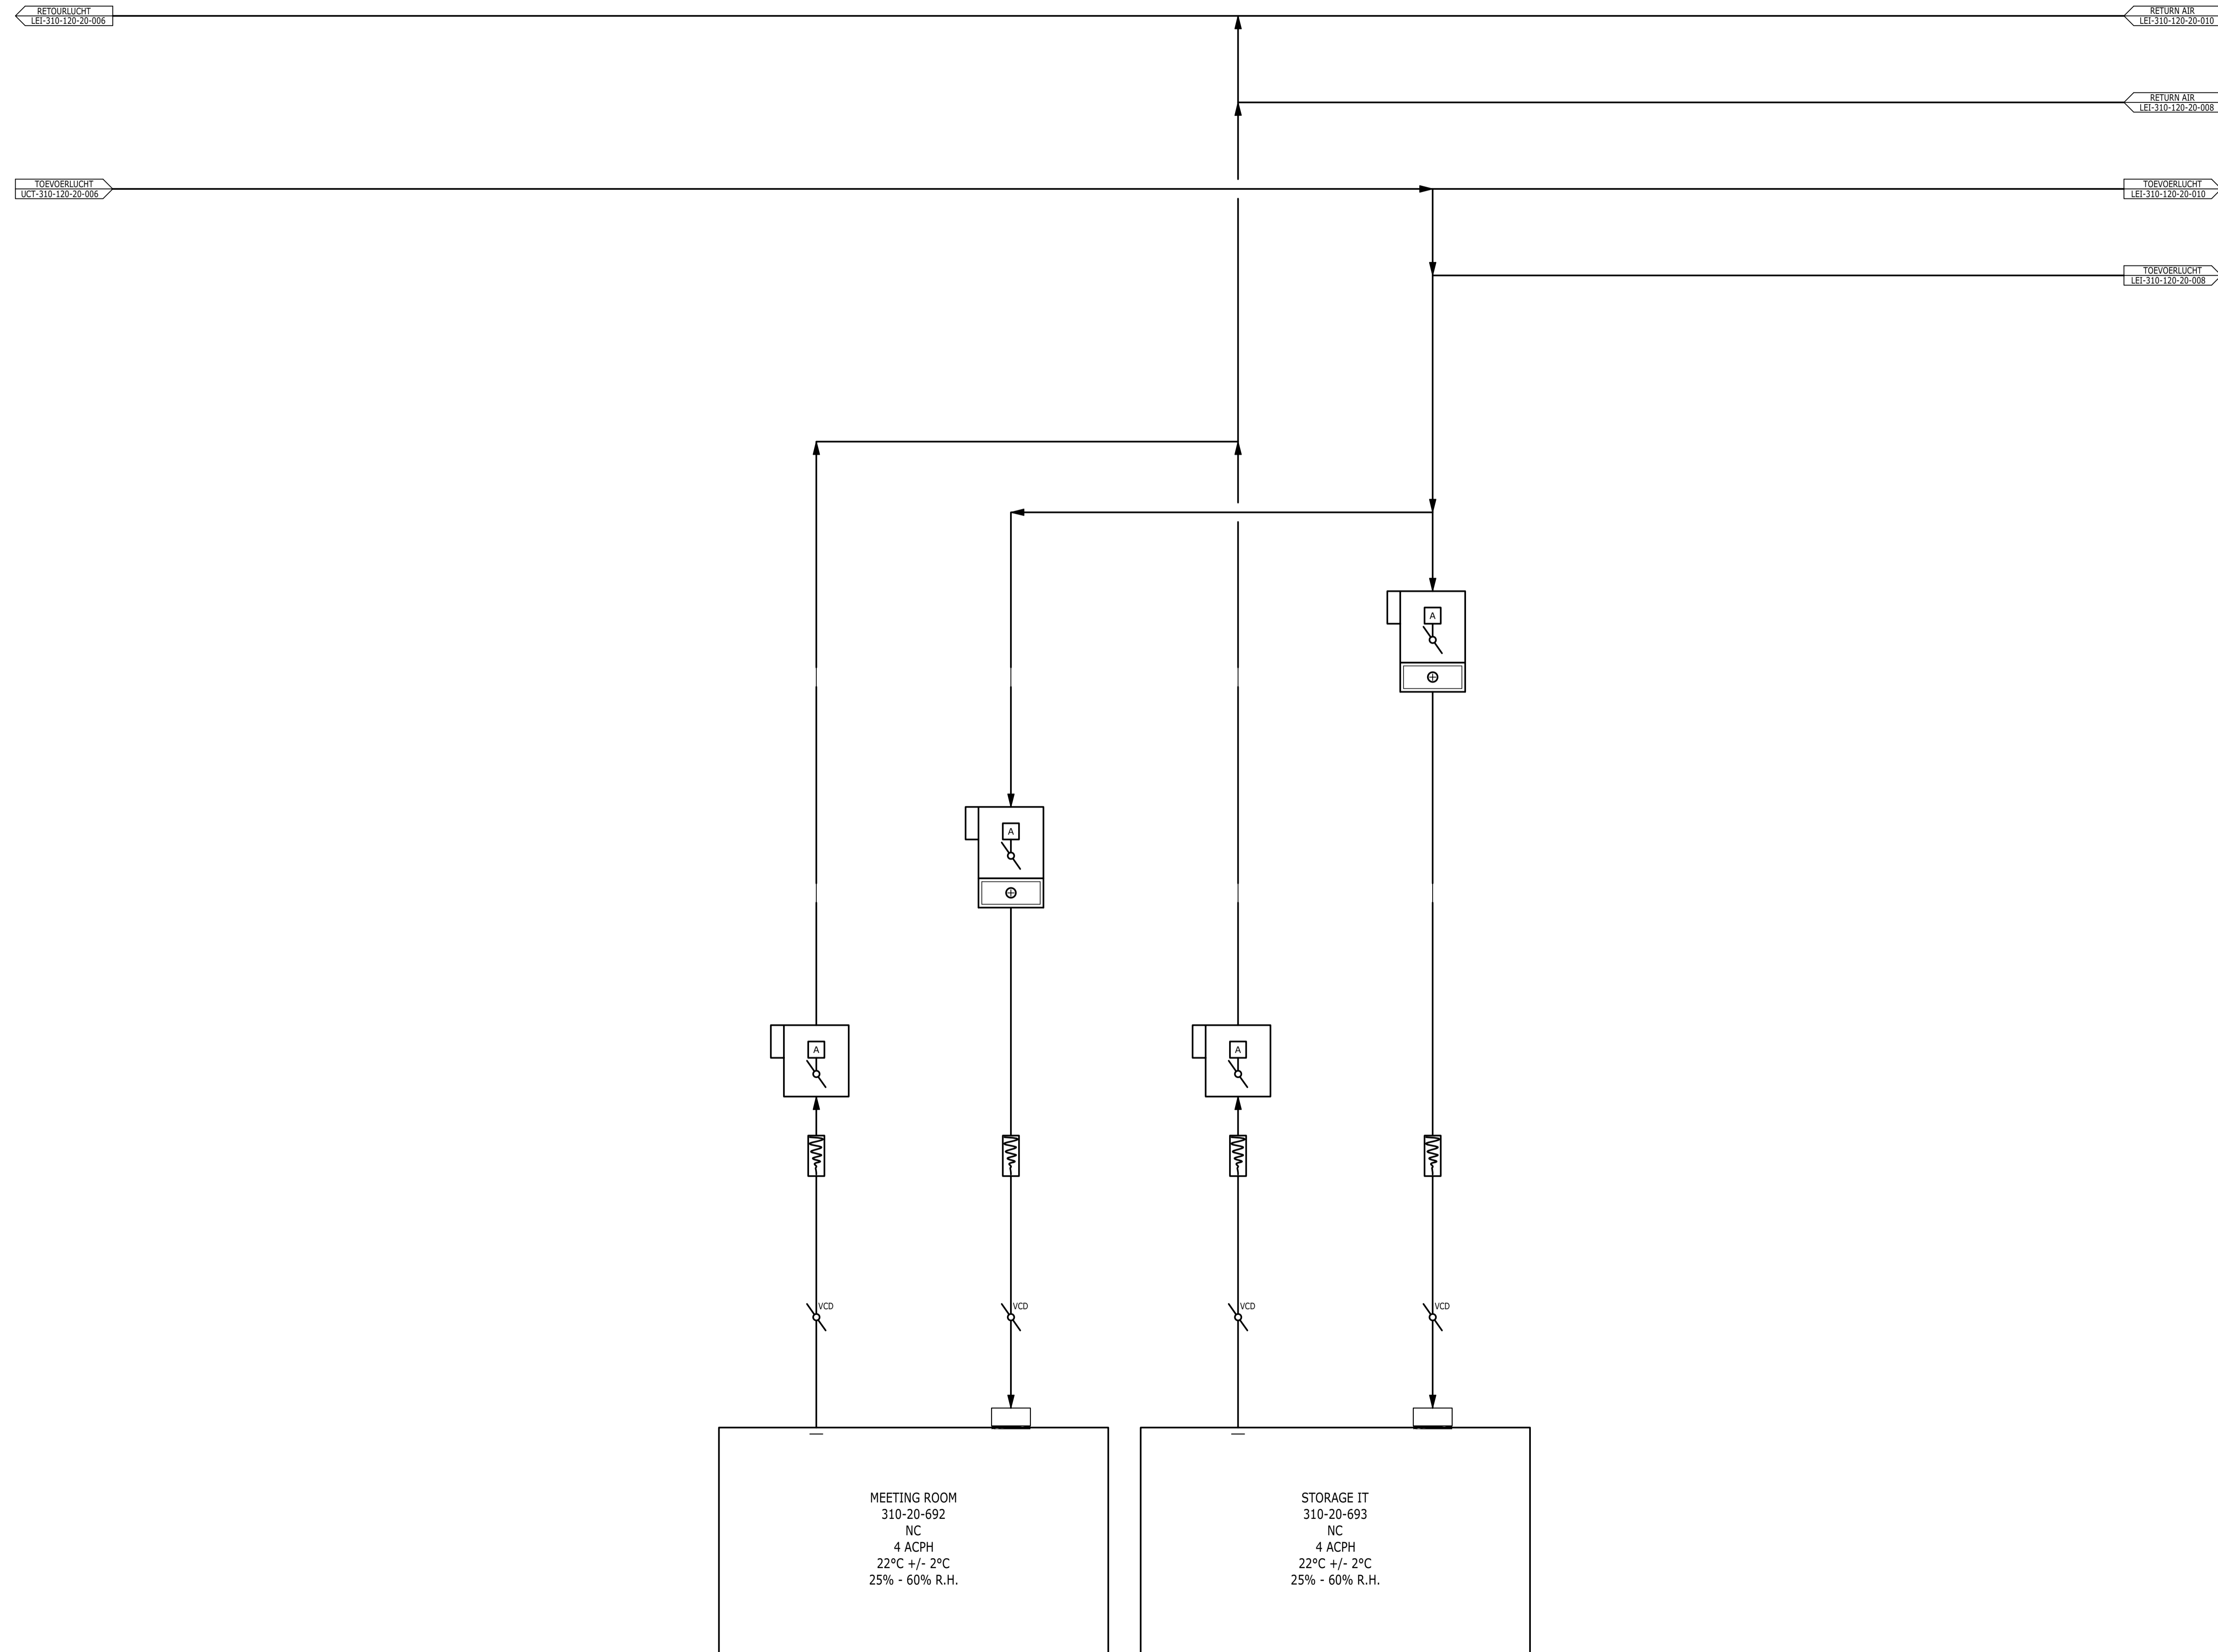 RETOURLUCHT
LEI-310-120-20-006
RETURN AIR
LEI-310-120-20-010
RETURN AIR
LEI-310-120-20-008
TOEVOERLUCHT
UCT-310-120-20-006
TOEVOERLUCHT
LEI-310-120-20-010
TOEVOERLUCHT
LEI-310-120-20-008
A
A
A
A
VCD
VCD
VCD
VCD
MEETING ROOM
310-20-692
NC
4 ACPH
22°C +/- 2°C
25% - 60% R.H.
STORAGE IT
310-20-693
NC
4 ACPH
22°C +/- 2°C
25% - 60% R.H.